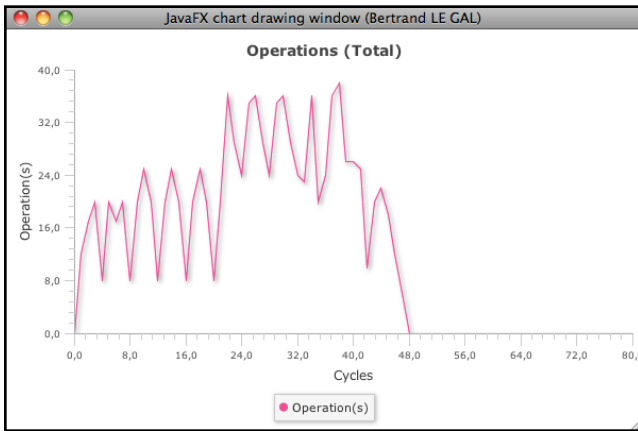 JavaFX chart drawing window (Bertrand LE GAL)
Operations (Total)
40,0
32,0
24,0
16,0
8,0
0,0
Operation(s)
0,0 8,0 16,0 24,0 32,0 40,0 48,0 56,0 64,0 72,0 80,0
Cycles
Operation(s)